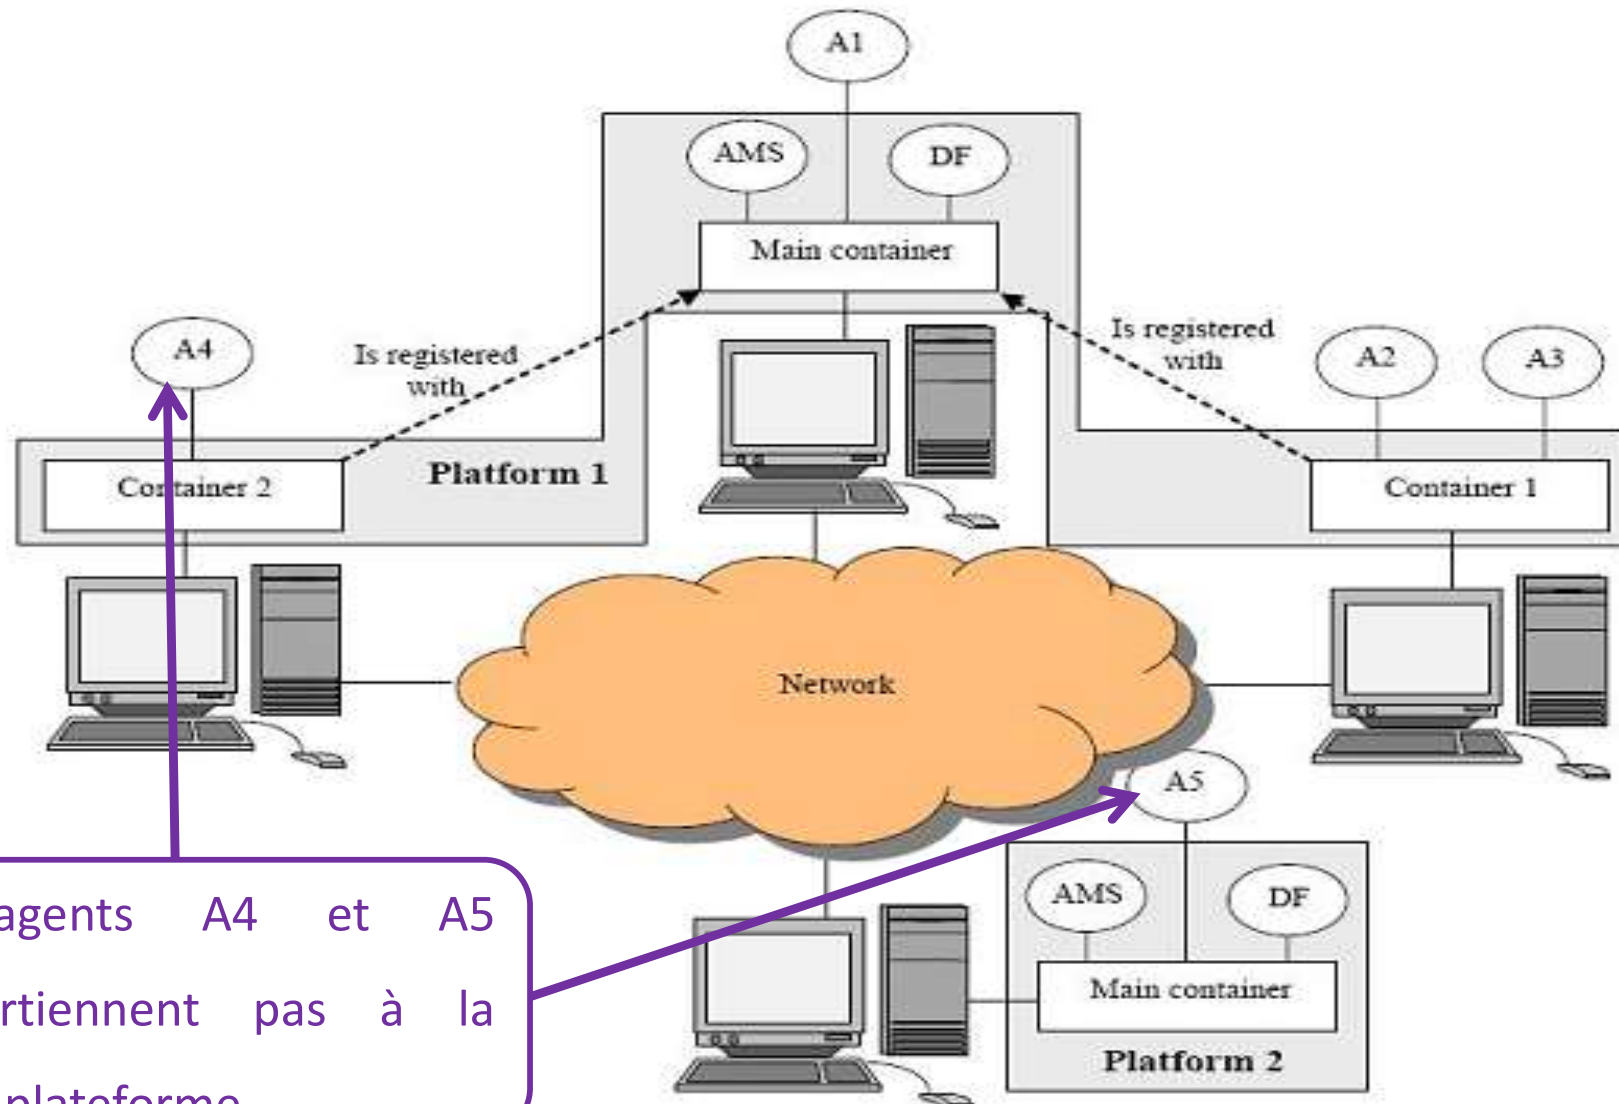 A1
AMS
DF
Main container
A4
Is registered
with
Is registered
with
A2
A3
Container 2
Platform 1
Container 1
Network
A5
agents A4 et A5
rtiennent pas à la
plateforme
AMS
DF
Main container
Platform 2